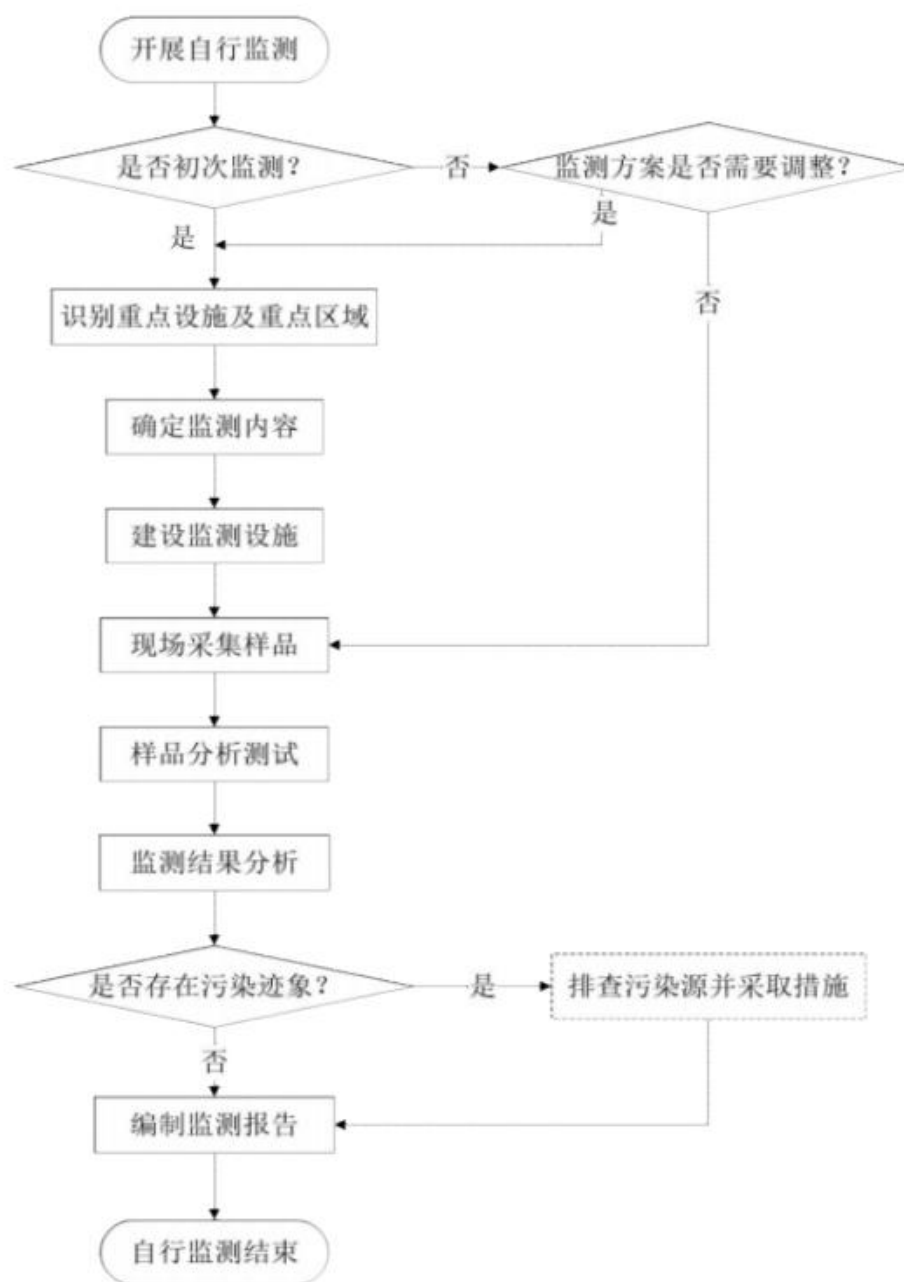 开展自行监测
是否初次监测？
否
监测方案是否需要调整？
是
是
识别重点设施及重点区域
否
确定监测内容
建设监测设施
现场采集样品
样品分析测试
监测结果分析
是否存在污染迹象？
是
排查污染源并采取措施
否
编制监测报告
自行监测结束